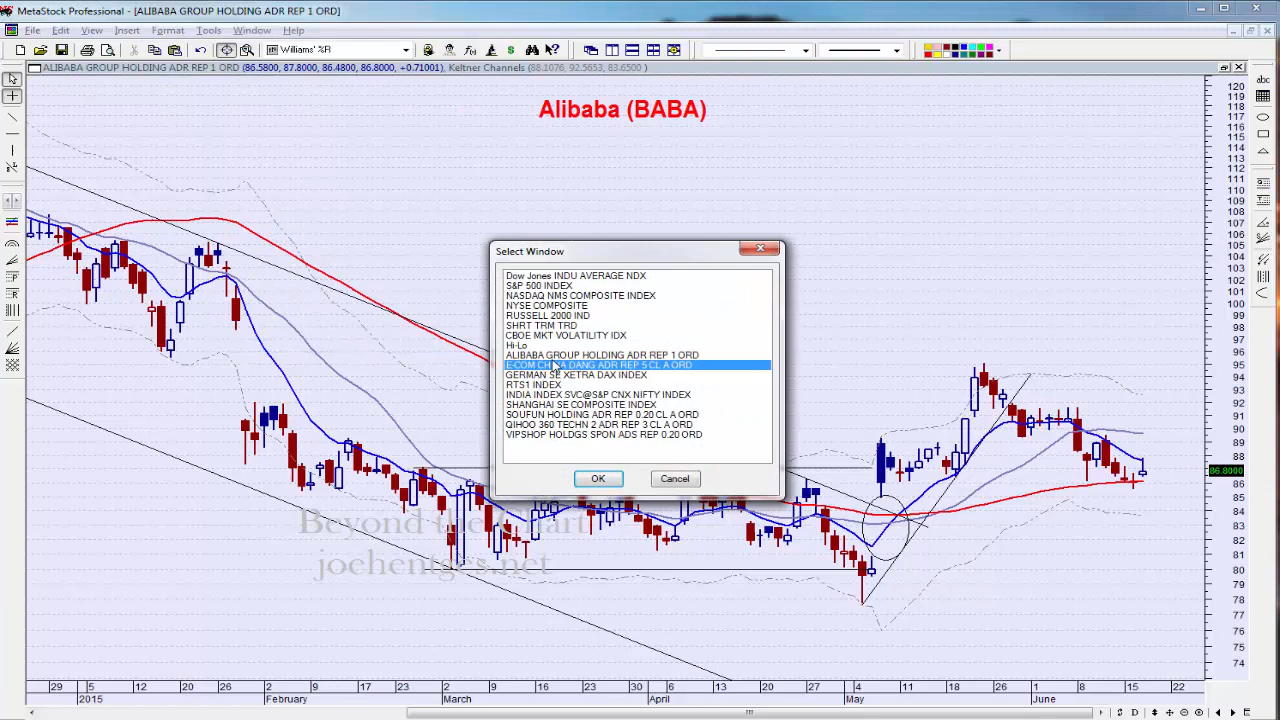 MetaStock Professional - [ALIBABA GROUP HOLDING ADR REP 1 ORD]
File Edit View Insert Format Tools Window Help
Williams' %R
ALIBABA GROUP HOLDING ADR REP 1 ORD (86.5800, 87.8000, 86.4800, 86.8000, +0.71001), Keltner Channels (88.1076, 92.5653, 83.6500 )
abc
Alibaba (BABA)
120
119
118
117
116
115
114
113
112
111
110
109
108
107
106
105
104
103
102
101
100
99
98
97
96
95
94
93
92
91
90
89
88
86.8000
86
85
84
83
82
81
80
79
78
77
76
75
74
Select Window
Dow Jones INDU AVERAGE NDX
S&P 500 INDEX
NASDAQ NMS COMPOSITE INDEX
NYSE COMPOSITE
RUSSELL 2000 IND
SHRT TRM TRD
CBOE MKT VOLATILITY IDX
Hi-Lo
ALIBABA GROUP HOLDING ADR REP 1 ORD
E-COM CH DANG ADR REP 5 CL A ORD
GERMAN SE XETRA DAX INDEX
RTS1 INDEX
INDIA INDEX SVC@S&P CNX NIFTY INDEX
SHANGHAI SE COMPOSITE INDEX
SOUFUN HOLDING ADR REP 0.20 CL A ORD
QIHOO 360 TECHN 2 ADR REP 3 CL A ORD
VIPSHOP HOLDGS SPON ADS REP 0.20 ORD
OK Cancel
Beyond the Chart
jochentges.net
29 5 12 20 26 2 9 17 23 2 9 16 23 30 6 13 20 27 4 11 18 26 1 8 15 22
2015 February March April May June
D